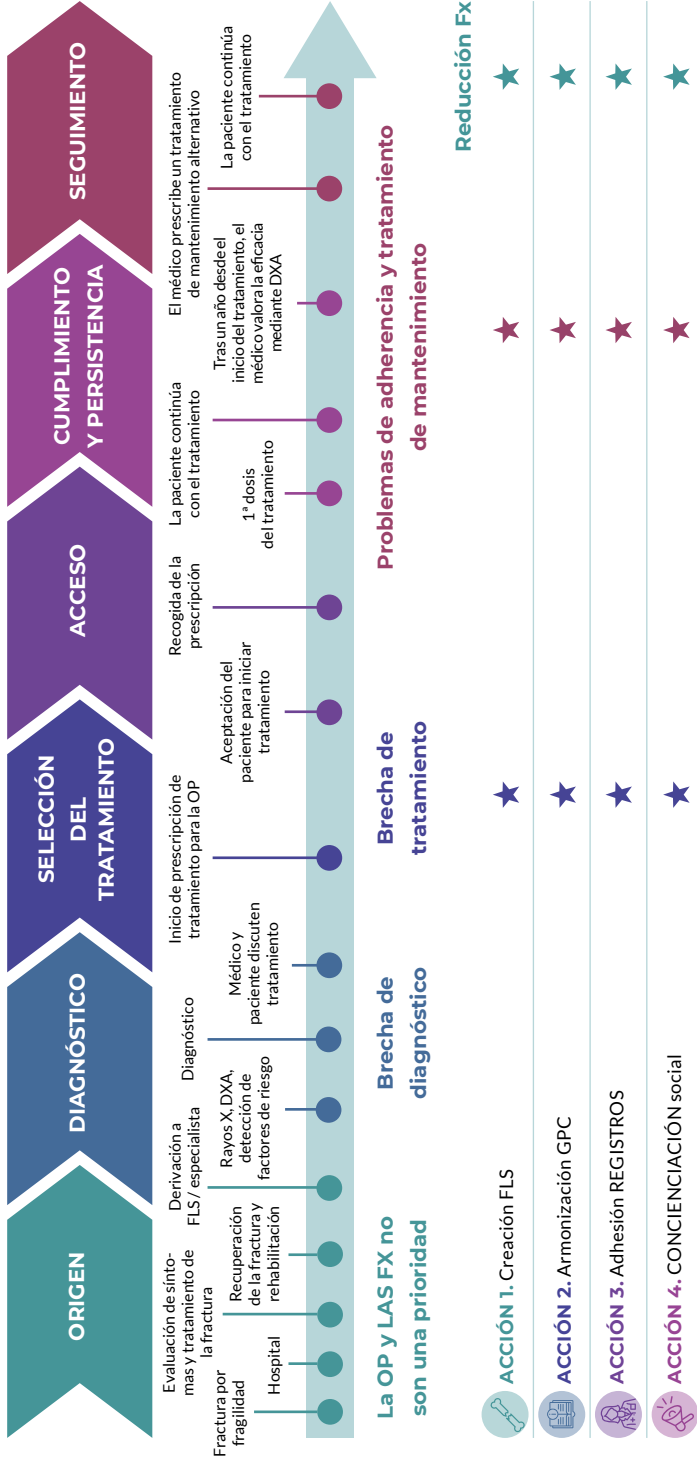 ORIGEN
DIAGNÓSTICO
SELECCIÓN
DEL
TRATAMIENTO
ACCESO
CUMPLIMIENTO
Y PERSISTENCIA
SEGUIMIENTO
Fractura por
fragilidad
Hospital
Evaluación de sínto-
mas y tratamiento de
la fractura
Recuperación
de la fractura y
rehabilitación
Derivación a
FLS / especialista
Rayos X, DXA,
detección de
factores de riesgo
Diagnóstico
Médico y
paciente discuten
tratamiento
Inicio de prescripción de
tratamiento para la OP
Aceptación del
paciente para iniciar
tratamiento
Recogida de la
prescripción
1ª dosis
del tratamiento
La paciente continúa
con el tratamiento
Tras un año desde el
inicio del tratamiento, el
médico valora la eficacia
mediante DXA
El médico prescribe un tratamiento
de mantenimiento alternativo
La paciente continúa
con el tratamiento
La OP y LAS FX no
son una prioridad
Brecha de
diagnóstico
Brecha de
tratamiento
Problemas de adherencia y tratamiento
de mantenimiento
Reducción Fx
ACCIÓN 1. Creación FLS
ACCIÓN 2. Armonización GPC
ACCIÓN 3. Adhesión REGISTROS
ACCIÓN 4. CONCIENCIACIÓN social